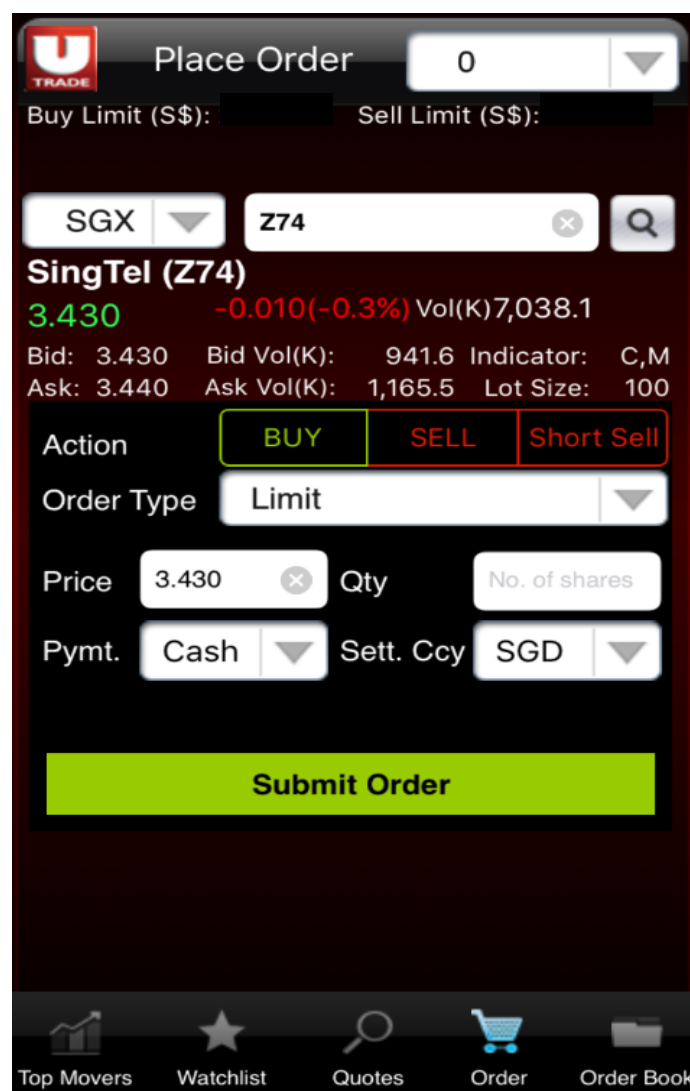 U
TRADE
Place Order
0
Buy Limit (S$):
Sell Limit (S$):
SGX
Z74
SingTel (Z74)
3.430 -0.010(-0.3%) Vol(K)7,038.1
Bid: 3.430 Bid Vol(K): 941.6 Indicator: C,M
Ask: 3.440 Ask Vol(K): 1,165.5 Lot Size: 100
Action BUY SELL Short Sell
Order Type Limit
Price 3.430 Qty No. of shares
Pymt. Cash Sett. Ccy SGD
Submit Order
Top Movers Watchlist Quotes Order Order Book